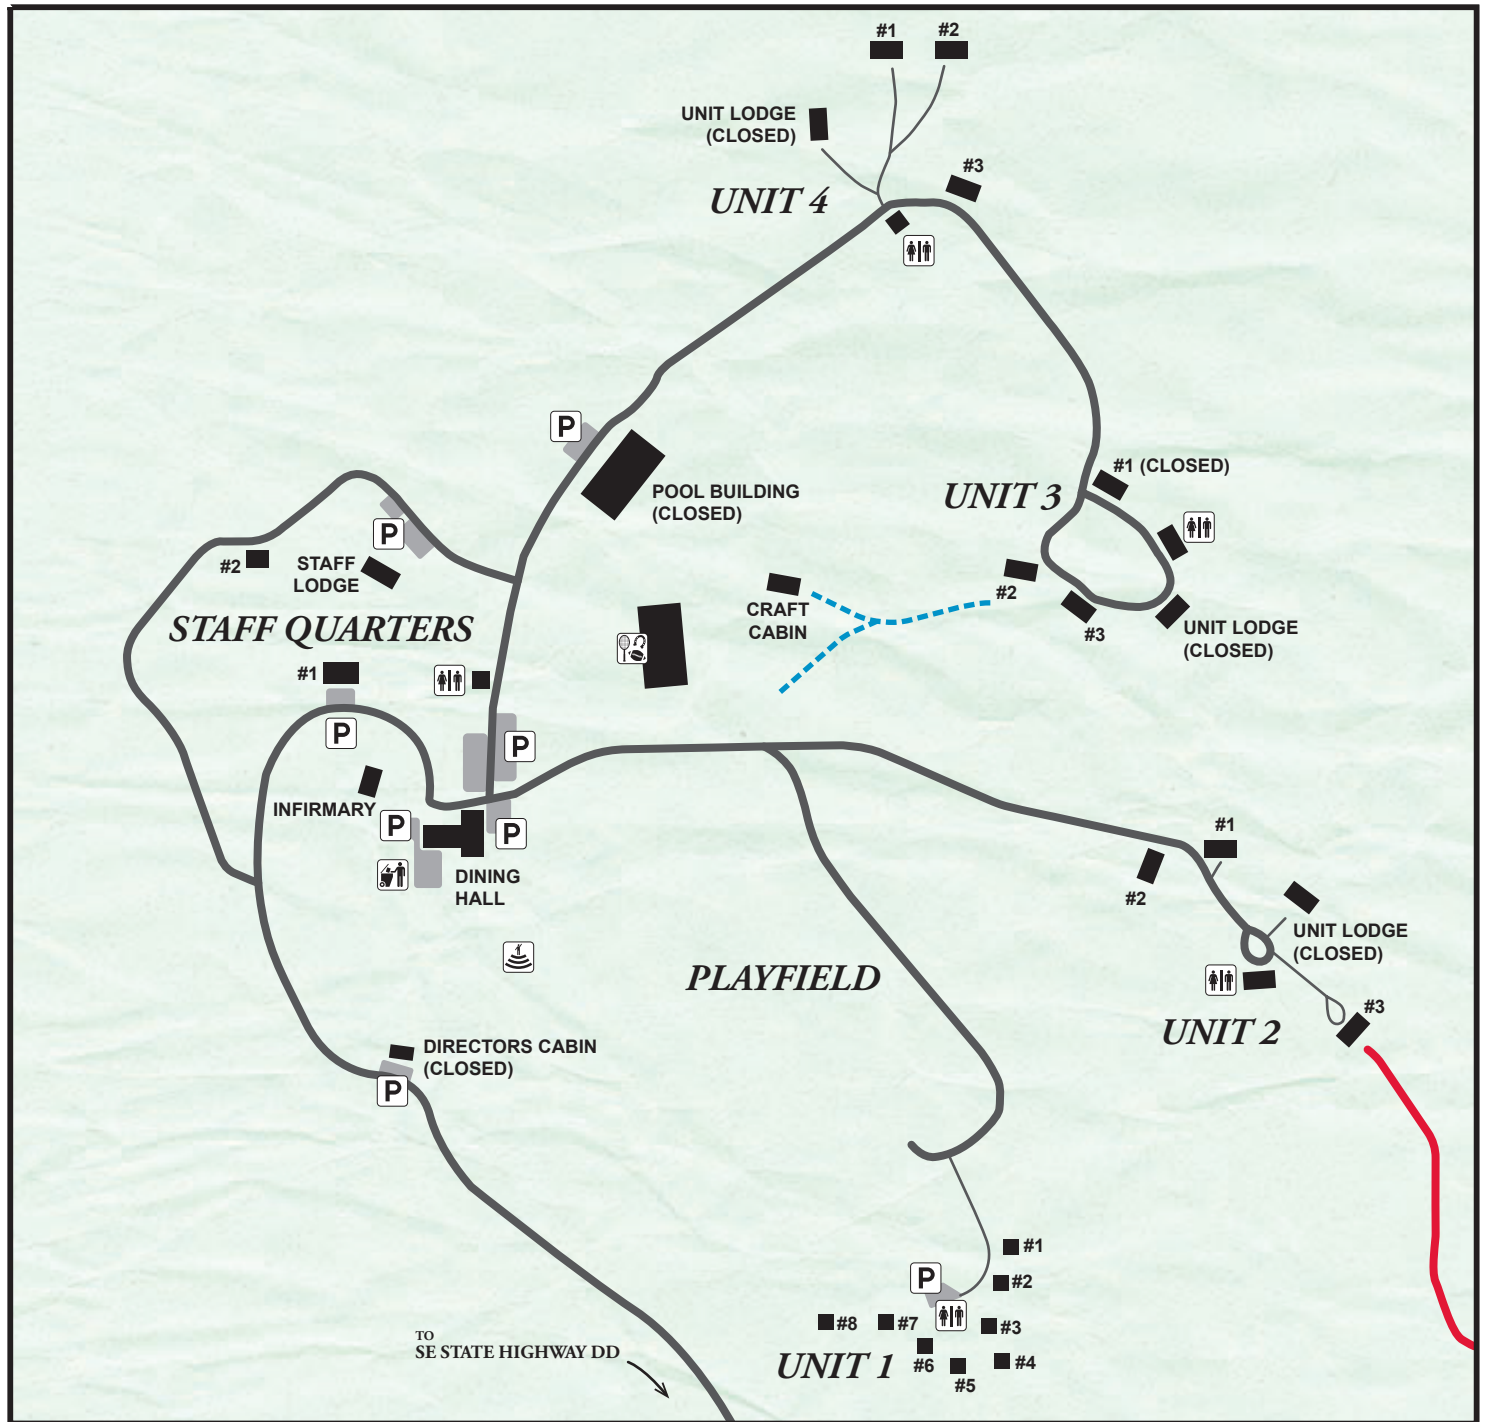 #1
#2
UNIT LODGE
(CLOSED)
#3
UNIT 4
P
POOL BUILDING
(CLOSED)
#1 (CLOSED)
UNIT 3
#2
#3
UNIT LODGE
(CLOSED)
CRAFT
CABIN
P
#2
STAFF
LODGE
STAFF QUARTERS
#1
P
P
INFIRMARY
P
P
DINING
HALL
#1
#2
UNIT LODGE
(CLOSED)
#3
UNIT 2
PLAYFIELD
DIRECTORS CABIN
(CLOSED)
P
#1
P
#2
#8
#7
#3
#6
#4
#5
UNIT 1
TO
SE STATE HIGHWAY DD